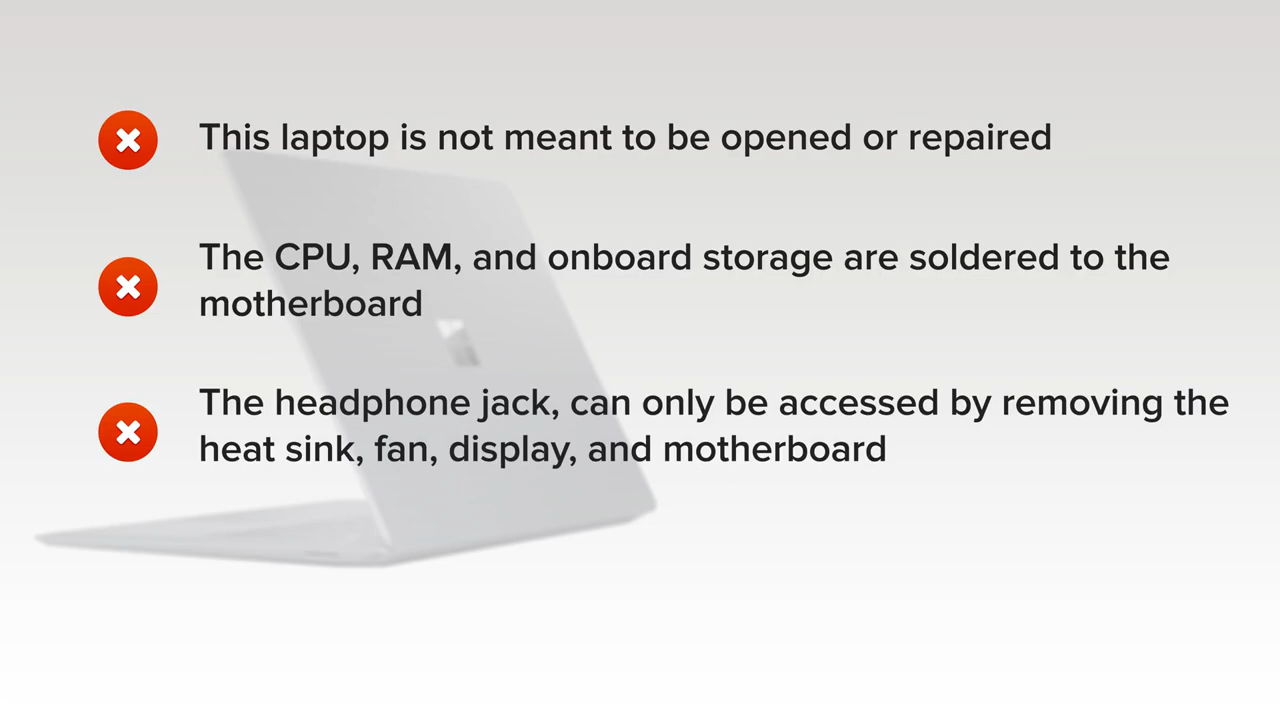 This laptop is not meant to be opened or repaired
The CPU, RAM, and onboard storage are soldered to the
motherboard
The headphone jack, can only be accessed by removing the
heat sink, fan, display, and motherboard